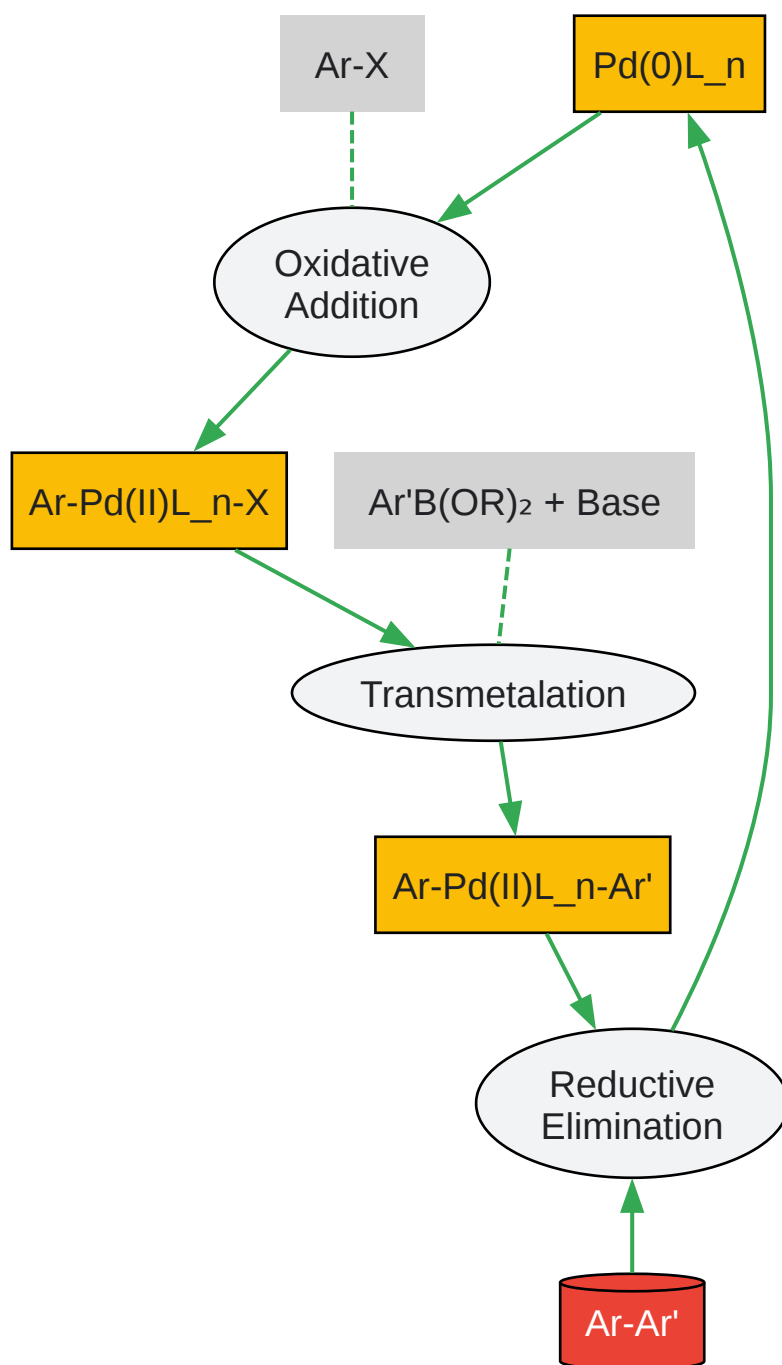 Ar-X
Pd(0)L_n
Oxidative
Addition
Ar-Pd(II)L_n-X
Ar'B(OR)₂ + Base
Transmetalation
Ar-Pd(II)L_n-Ar'
Reductive
Elimination
Ar-Ar'